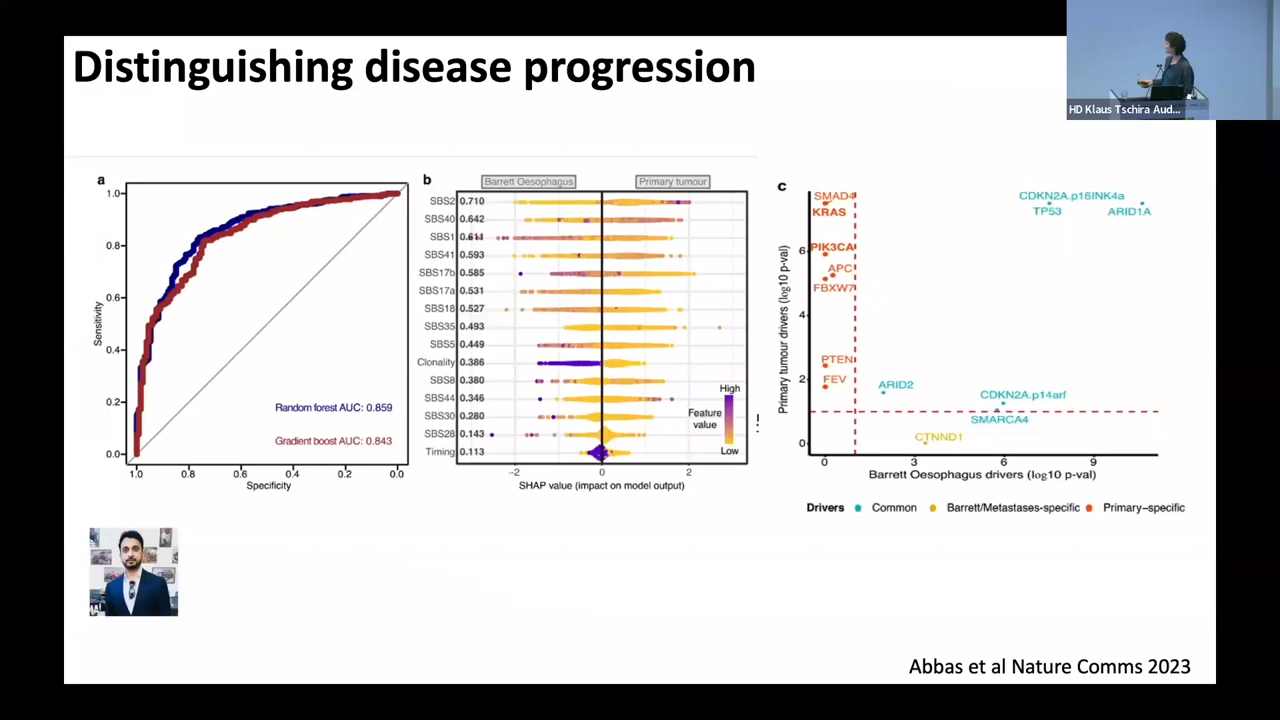 Distinguishing disease progression
HD Klaus Tschira Aud...
a
1.0
0.8
0.6
0.4
0.2
0.0
Sensitivity
Random forest AUC: 0.859
Gradient boost AUC: 0.843
1.0 0.8 0.6 0.4 0.2 0.0
Specificity
b
Barrett Oesophagus
Primary tumour
SBS2 0.710
SBS40 0.642
SBS1 0.611
SBS41 0.593
SBS17b 0.585
SBS17a 0.531
SBS18 0.527
SBS35 0.493
SBS5 0.449
Clonality 0.386
SBS8 0.380
SBS44 0.346
SBS30 0.280
SBS28 0.143
Timing 0.113
High
Feature
value
Low
−2 0 2
SHAP value (impact on model output)
c
SMAD4
KRAS
PIK3CA
APC
FBXW7
PTEN
FEV
CDKN2A.p16INK4a
TP53
ARID1A
ARID2
CDKN2A.p14arf
SMARCA4
CTNND1
Primary tumour drivers (log10 p-val)
6
4
2
0
0 3 6 9
Barrett Oesophagus drivers (log10 p-val)
Drivers Common Barrett/Metastases-specific Primary−specific
Abbas et al Nature Comms 2023